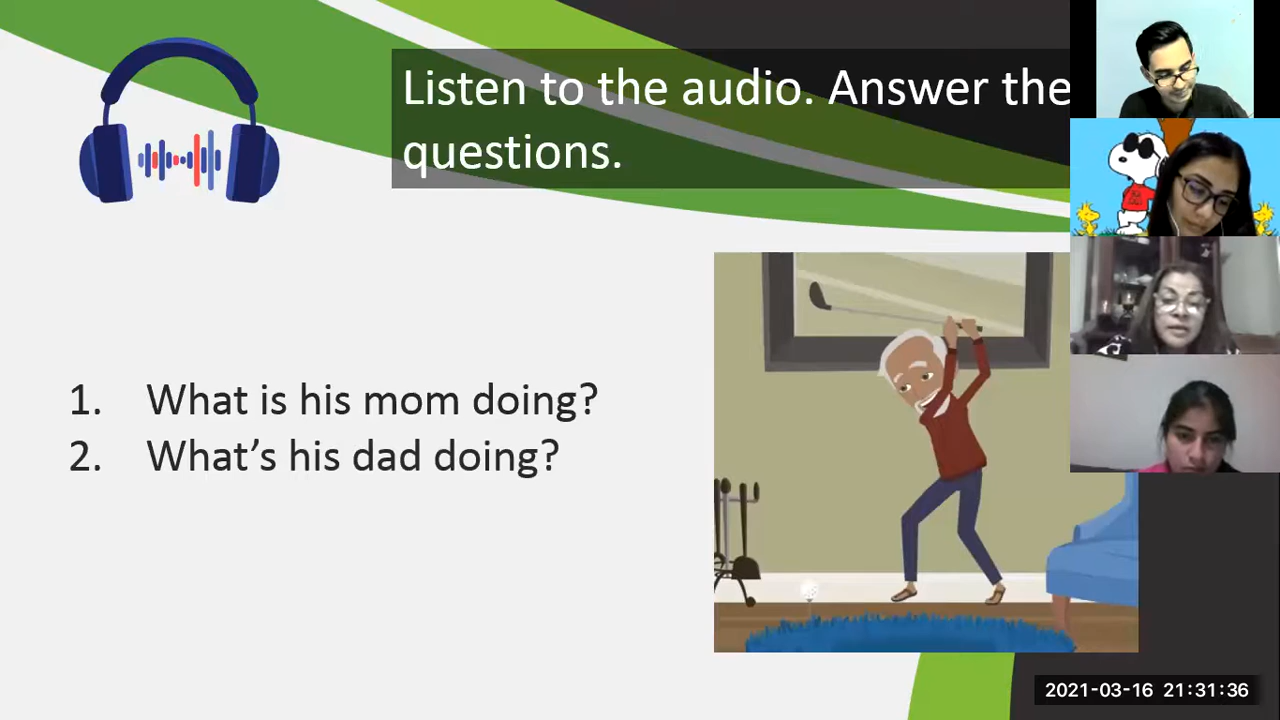 Listen to the audio. Answer the
questions.
1. What is his mom doing?
2. What’s his dad doing?
2021-03-16 21:31:36